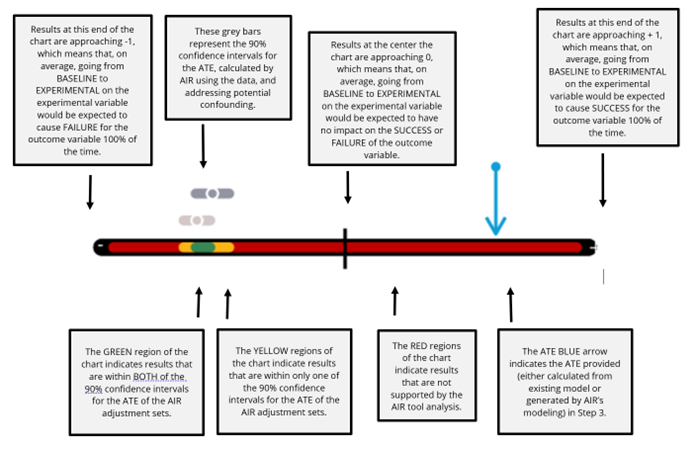 Results at this end of the
chart are approaching -1,
which means that, on
average, going from
BASELINE to
EXPERIMENTAL on the
experimental variable
would be expected to
cause FAILURE for the
outcome variable 100% of
the time.
These grey bars
represent the 90%
confidence intervals for
the ATE, calculated by
AIR using the data, and
addressing potential
confounding.
Results at the center the
chart are approaching 0,
which means that, on
average, going from
BASELINE to EXPERIMENTAL
on the experimental variable
would be expected to have
no impact on the SUCCESS or
FAILURE of the outcome
variable.
Results at this end of the
chart are approaching + 1,
which means that, on
average, going from
BASELINE to EXPERIMENTAL
on the experimental
variable would be expected
to cause SUCCESS for the
outcome variable 100% of
the time.
-
+
The GREEN region of the
chart indicates results that
are within BOTH of the
90% confidence intervals
for the ATE of the AIR
adjustment sets.
The YELLOW regions of
the chart indicate results
that are within only one of
the 90% confidence
intervals for the ATE of the
AIR adjustment sets.
The RED regions
of the chart
indicate results
that are not
supported by the
AIR tool analysis.
The ATE BLUE arrow
indicates the ATE provided
(either calculated from
existing model or
generated by AIR's
modeling) in Step 3.